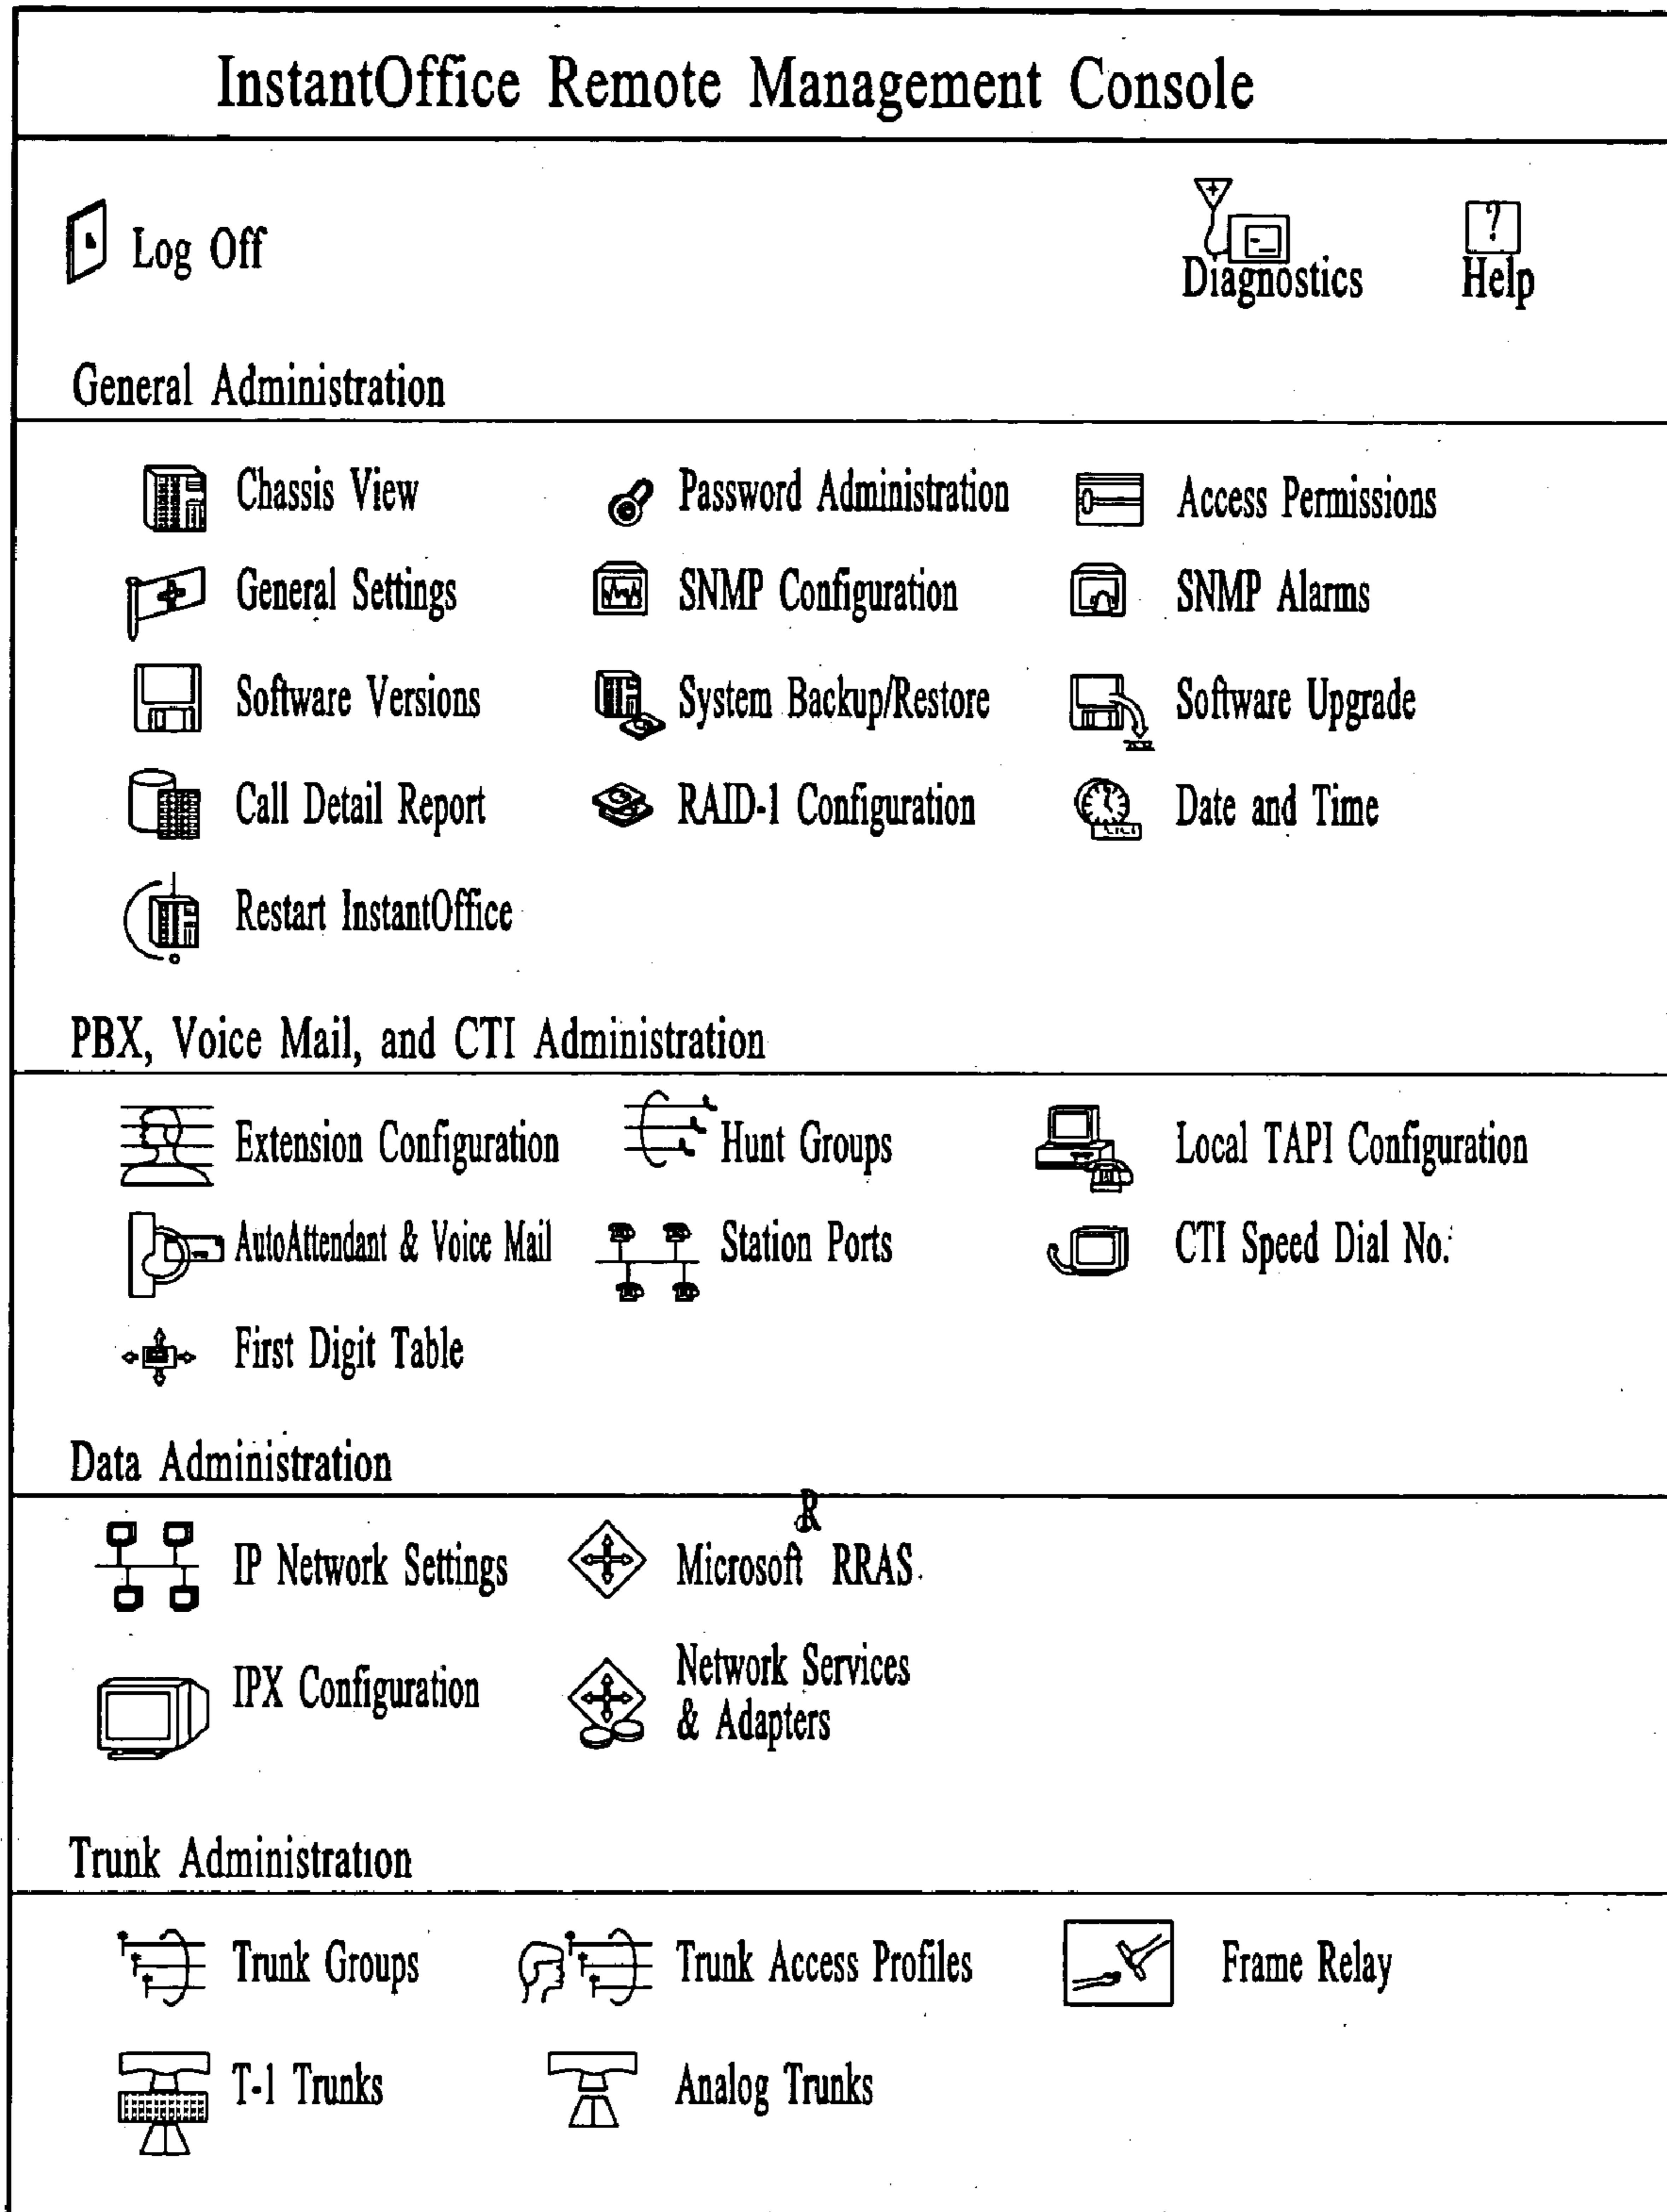 InstantOffice Remote Management Console
Log Off
Diagnostics
?
Help
General Administration
Chassis View
Password Administration
Access Permissions
General Settings
SNMP Configuration
SNMP Alarms
Software Versions
System Backup/Restore
Software Upgrade
Call Detail Report
RAID-1 Configuration
Date and Time
Restart InstantOffice
PBX, Voice Mail, and CTI Administration
Extension Configuration
Hunt Groups
Local TAPI Configuration
AutoAttendant & Voice Mail
Station Ports
CTI Speed Dial No.
First Digit Table
Data Administration
R
IP Network Settings
Microsoft RRAS
IPX Configuration
Network Services
& Adapters
Trunk Administration
Trunk Groups
Trunk Access Profiles
Frame Relay
T-1 Trunks
Analog Trunks